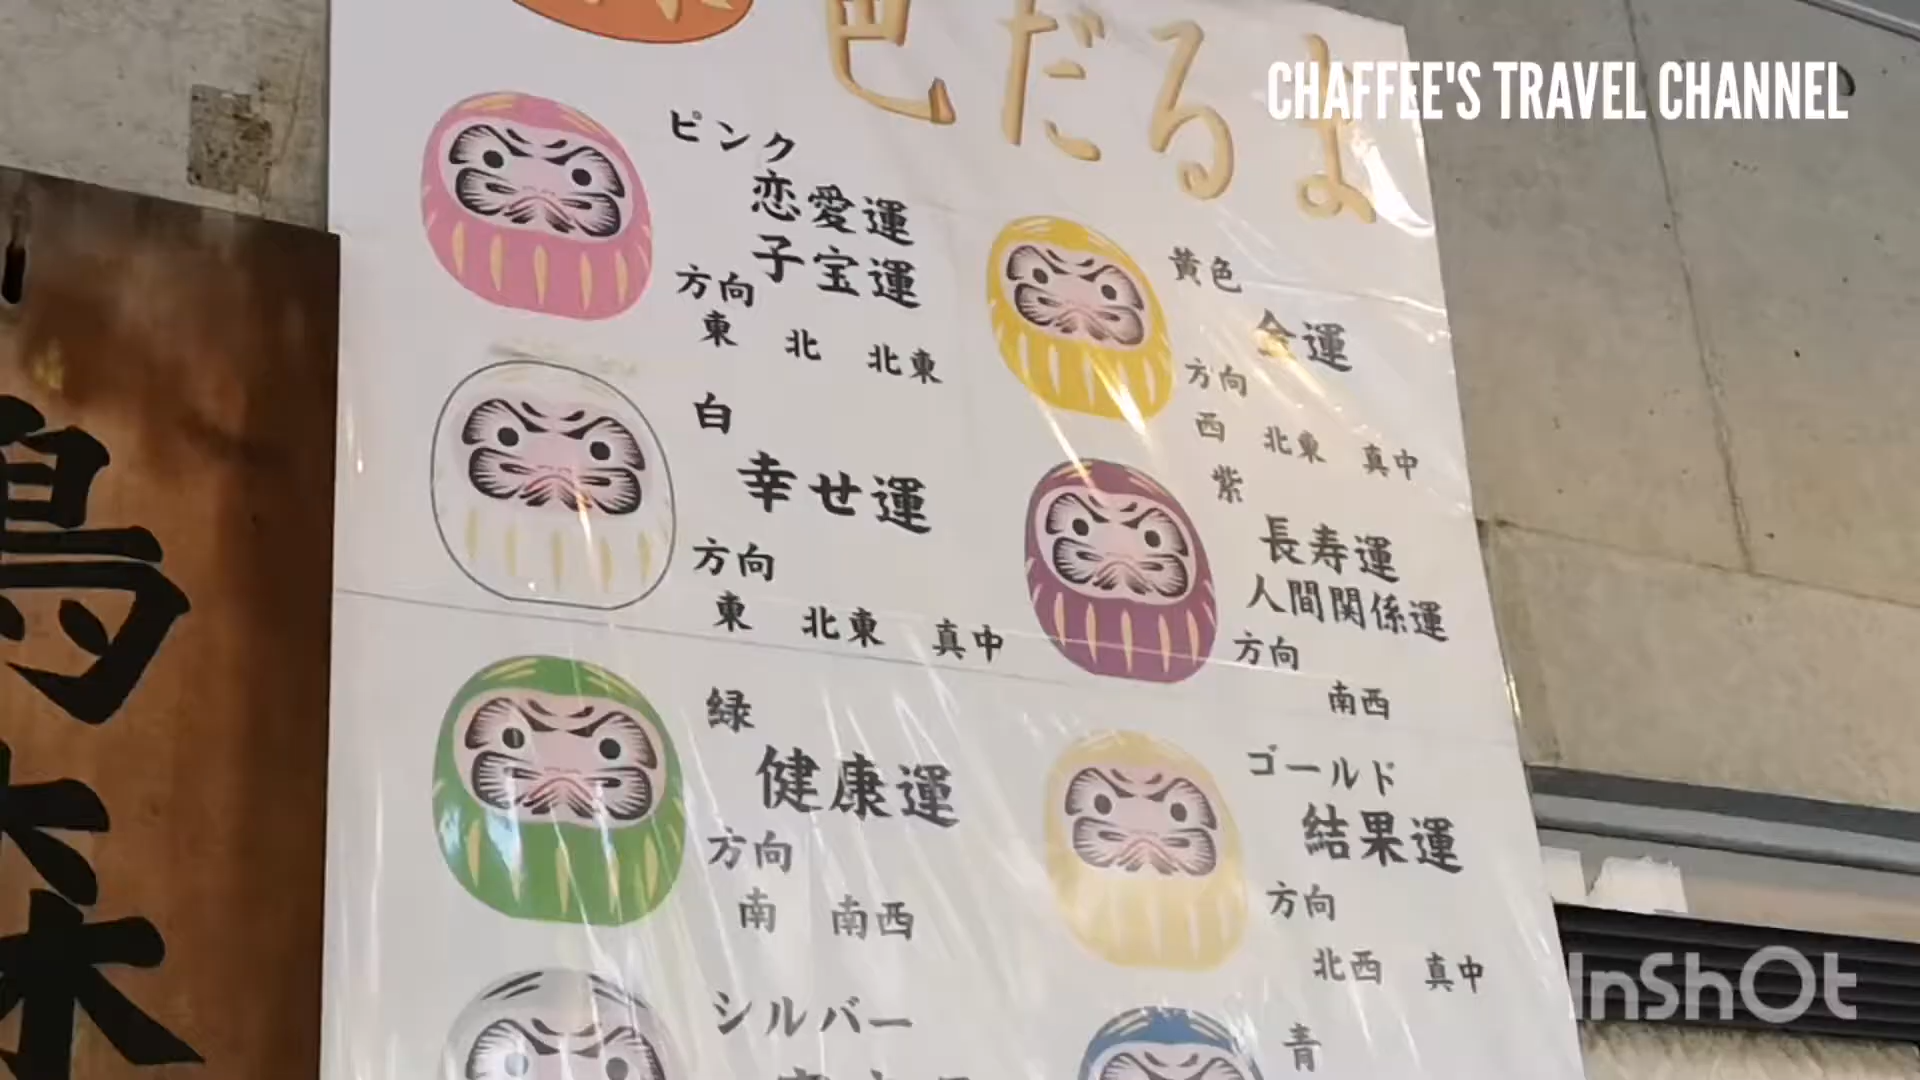 色だるま
CHAFFEE'S TRAVEL CHANNEL
ピンク
恋愛運
子宝運
方向
東 北 北東
黄色
金運
方向
西 北東 真中
白
幸せ運
方向
東 北東 真中
紫
長寿運
人間関係運
方向
南西
緑
健康運
方向
南 南西
ゴールド
結果運
方向
北西 真中
シルバー
青
InShOt